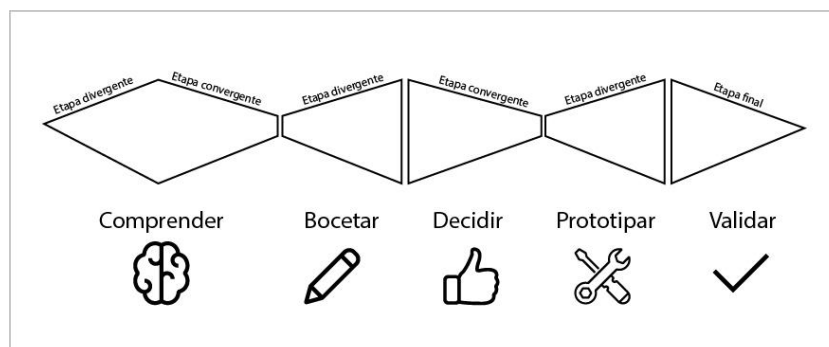 Etapa divergente
Etapa convergente
Etapa divergente
Etapa convergente
Etapa divergente
Etapa final
Comprender
Bocetar
Decidir
Prototipar
Validar